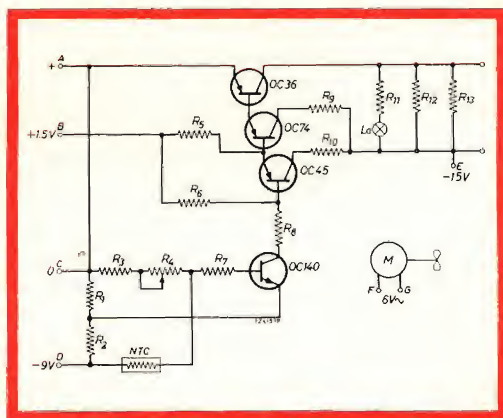 + A
OC36
R9
R11
R12
R13
R5
OC74
+1.5V B
R10
La
OC45
E
-15V
R6
R8
0 C
R3
R4
R7
OC140
M
R1
F G
6V~
R2
NTC
-9V D